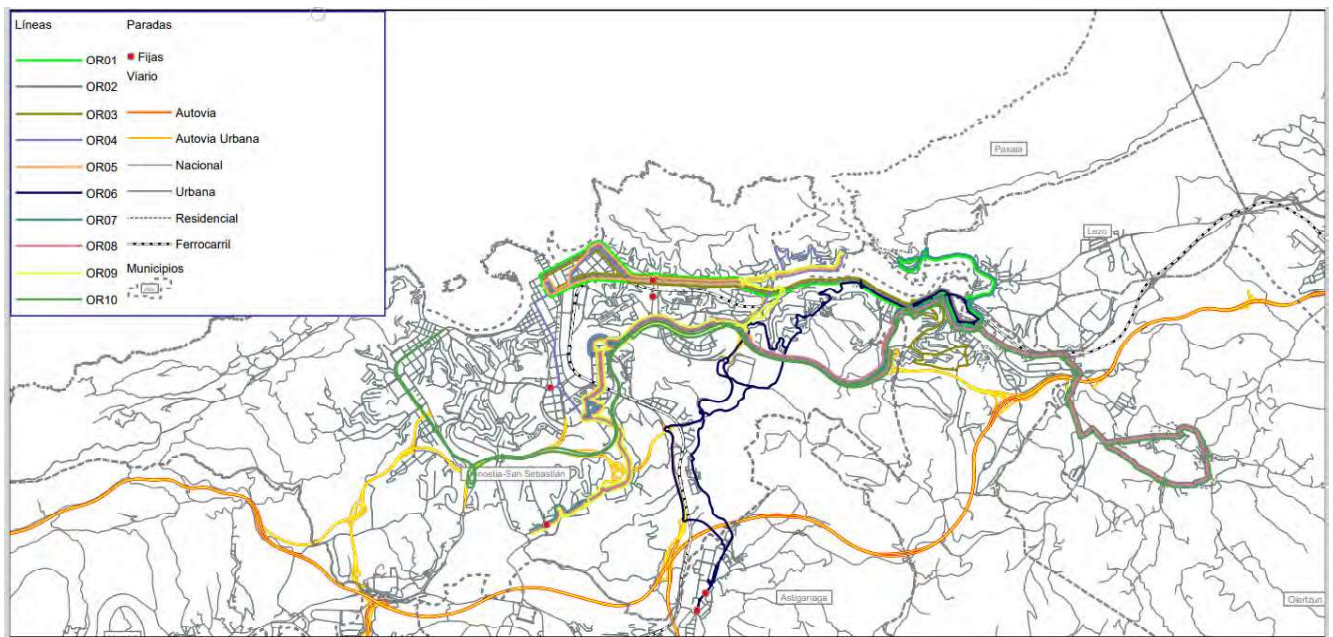 Líneas
Paradas
OR01
Fijas
Viario
OR02
OR03
Autovia
OR04
Autovia Urbana
OR05
Nacional
OR06
Urbana
OR07
Residencial
OR08
Ferrocarril
OR09
Municipios
OR10
Pasaia
Lezo
Donostia-San Sebastián
Astigarraga
Oiartzun